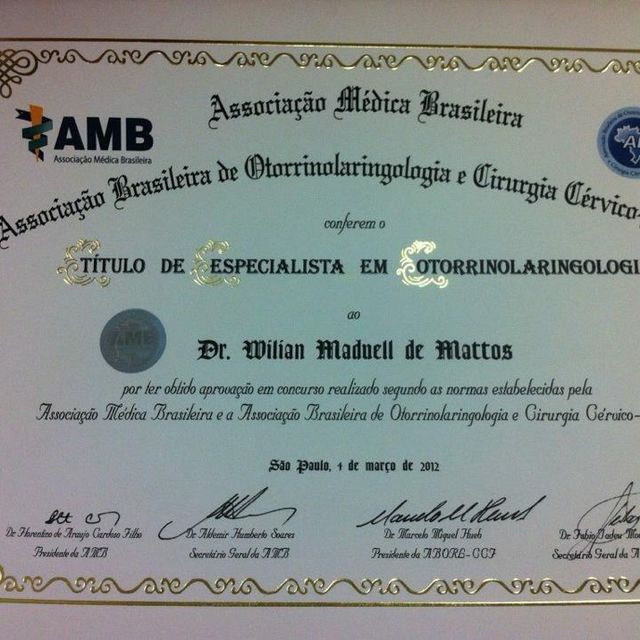 Associação Médica Brasileira
AMB
Associação Médica Brasileira
Associação Brasileira de Otorrinolaringologia e Cirurgia Cérvico-
conferem o
TÍTULO DE ESPECIALISTA EM OTORRINOLARINGOLOGI
ao
AMB
Dr. Wilian Maduell de Mattos
por ter obtido aprovação em concurso realizado segundo as normas estabelecidas pela
Associação Médica Brasileira e a Associação Brasileira de Otorrinolaringologia e Cirurgia Cérvico-
São Paulo, 4 de março de 2012
Dr. Florentino de Araujo Cardoso Filho
Presidente da AMB
Dr. Aldemir Humberto Soares
Secretário Geral da AMB
Dr. Marcelo Miguel Hueb
Presidente da ABORL-CCF
Dr. Fabio Tadeu
Secretário Geral da A